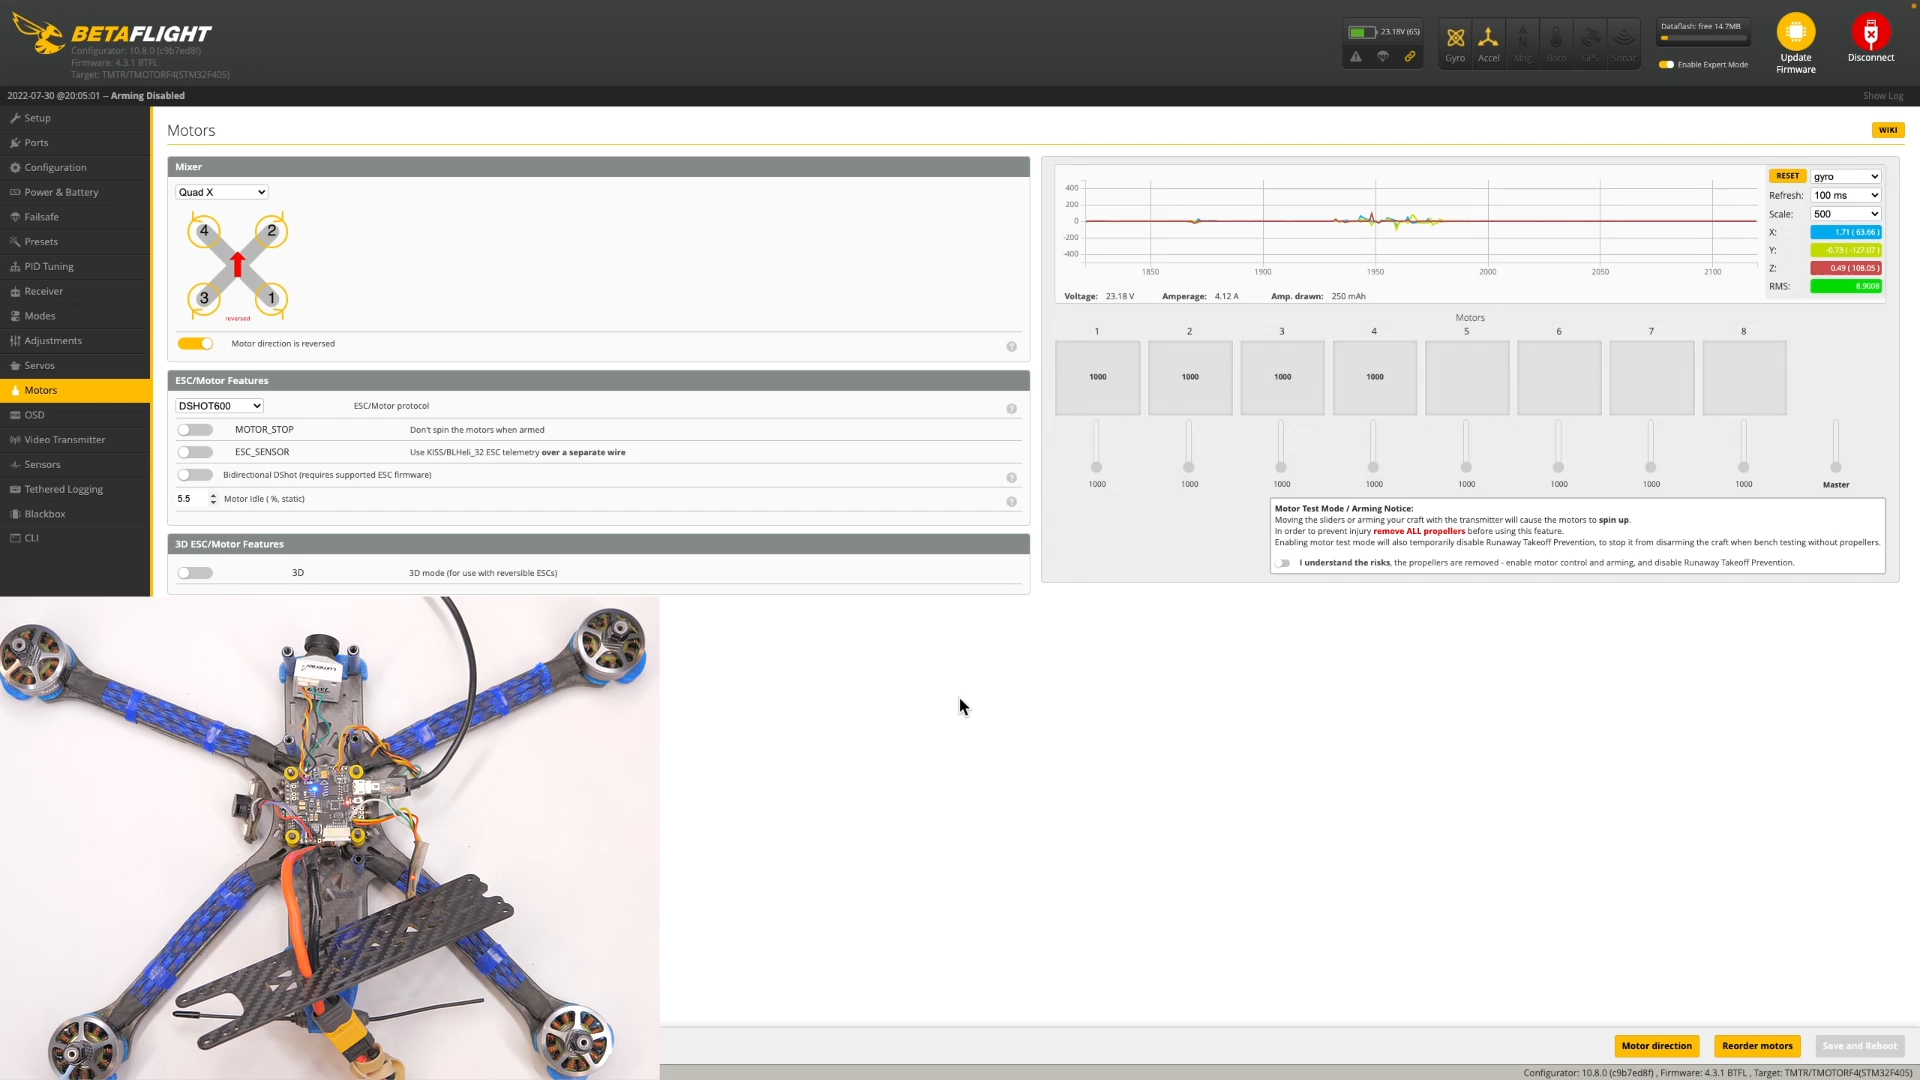 BETAFLIGHT
Configurator: 10.8.0 (c9b7ed8f)
Firmware: 4.3.1 BTFL
Target: TMTR/TMOTORF4(STM32F405)
23.18V (6S)
Gyro
Accel
Mag
Baro
GPS
Sonar
Dataflash: free 14.7MB
Enable Expert Mode
Update
Firmware
Disconnect
2022-07-30 @20:05:01 -- Arming Disabled
Show Log
Setup
Ports
Configuration
Power & Battery
Failsafe
Presets
PID Tuning
Receiver
Modes
Adjustments
Servos
Motors
OSD
Video Transmitter
Sensors
Tethered Logging
Blackbox
CLI
Motors
WIKI
Mixer
Quad X
4
2
3
1
reversed
Motor direction is reversed
ESC/Motor Features
DSHOT600
ESC/Motor protocol
MOTOR_STOP
Don't spin the motors when armed
ESC_SENSOR
Use KISS/BLHeli_32 ESC telemetry over a separate wire
Bidirectional DShot (requires supported ESC firmware)
5.5
Motor Idle ( %, static)
3D ESC/Motor Features
3D
3D mode (for use with reversible ESCs)
400
200
0
-200
-400
1850
1900
1950
2000
2050
2100
RESET
gyro
Refresh:
100 ms
Scale:
500
X:
1.71 ( 63.66 )
Y:
-0.73 ( -127.07 )
Z:
0.49 ( 108.05 )
RMS:
8.9008
Voltage: 23.18 V
Amperage: 4.12 A
Amp. drawn: 250 mAh
Motors
1 2 3 4 5 6 7 8
1000 1000 1000 1000
1000 1000 1000 1000 1000 1000 1000 1000 Master
Motor Test Mode / Arming Notice:
Moving the sliders or arming your craft with the transmitter will cause the motors to spin up.
In order to prevent injury remove ALL propellers before using this feature.
Enabling motor test mode will also temporarily disable Runaway Takeoff Prevention, to stop it from disarming the craft when bench testing without propellers.
I understand the risks, the propellers are removed - enable motor control and arming, and disable Runaway Takeoff Prevention.
Motor direction
Reorder motors
Save and Reboot
Configurator: 10.8.0 (c9b7ed8f) , Firmware: 4.3.1 BTFL , Target: TMTR/TMOTORF4(STM32F405)